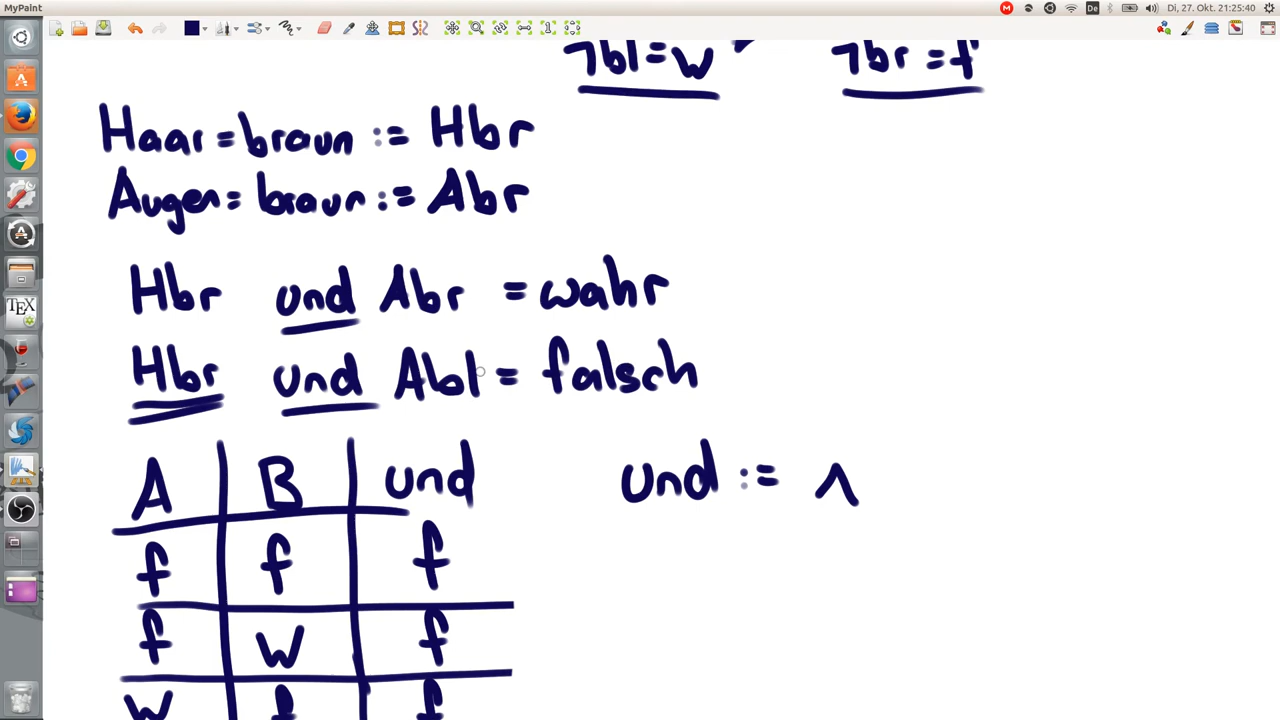 MyPaint
De Di, 27. Okt. 21:25:40
¬bl=w ¬br=f
Haar=braun := Hbr
Augen=braun := Abr
Hbr und Abr = wahr
Hbr und Abl = falsch
A B und
und := ∧
f f f
f w f
w f f